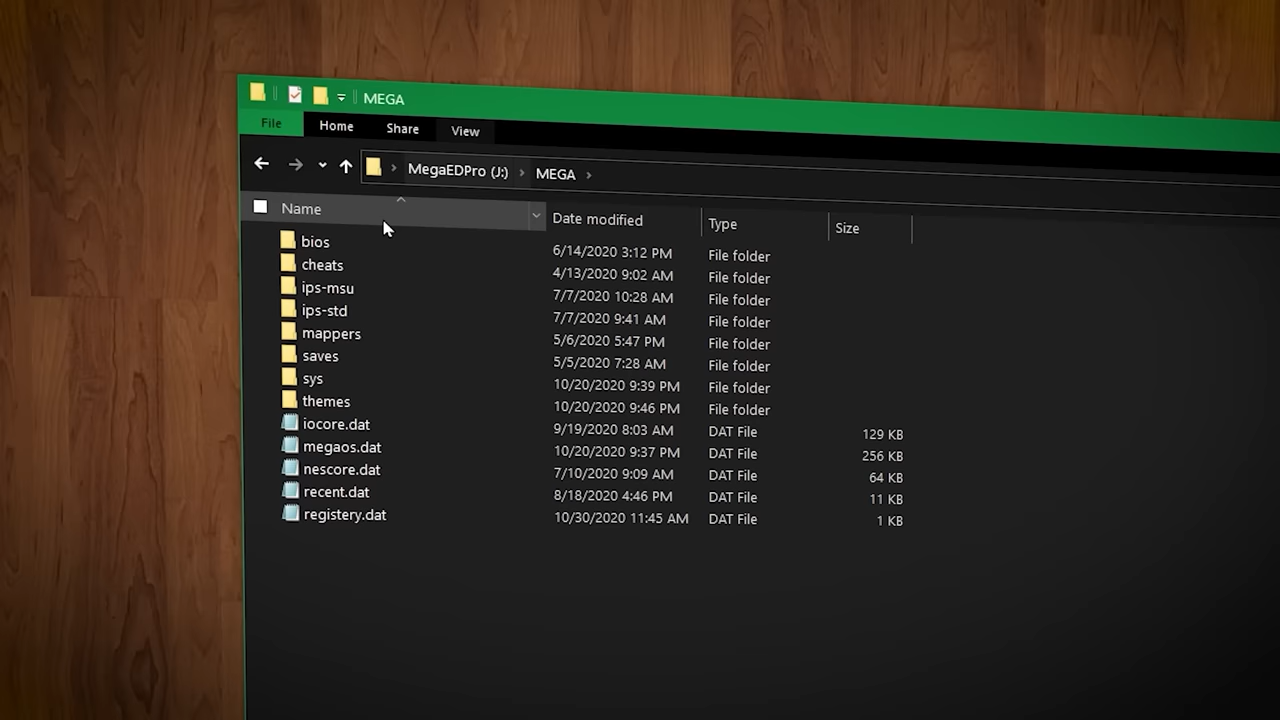 MEGA
File Home Share View
MegaEDPro (J:) › MEGA ›
Name Date modified Type Size
bios 6/14/2020 3:12 PM File folder
cheats 4/13/2020 9:02 AM File folder
ips-msu 7/7/2020 10:28 AM File folder
ips-std 7/7/2020 9:41 AM File folder
mappers 5/6/2020 5:47 PM File folder
saves 5/5/2020 7:28 AM File folder
sys 10/20/2020 9:39 PM File folder
themes 10/20/2020 9:46 PM File folder
iocore.dat 9/19/2020 8:03 AM DAT File 129 KB
megaos.dat 10/20/2020 9:37 PM DAT File 256 KB
nescore.dat 7/10/2020 9:09 AM DAT File 64 KB
recent.dat 8/18/2020 4:46 PM DAT File 11 KB
registery.dat 10/30/2020 11:45 AM DAT File 1 KB